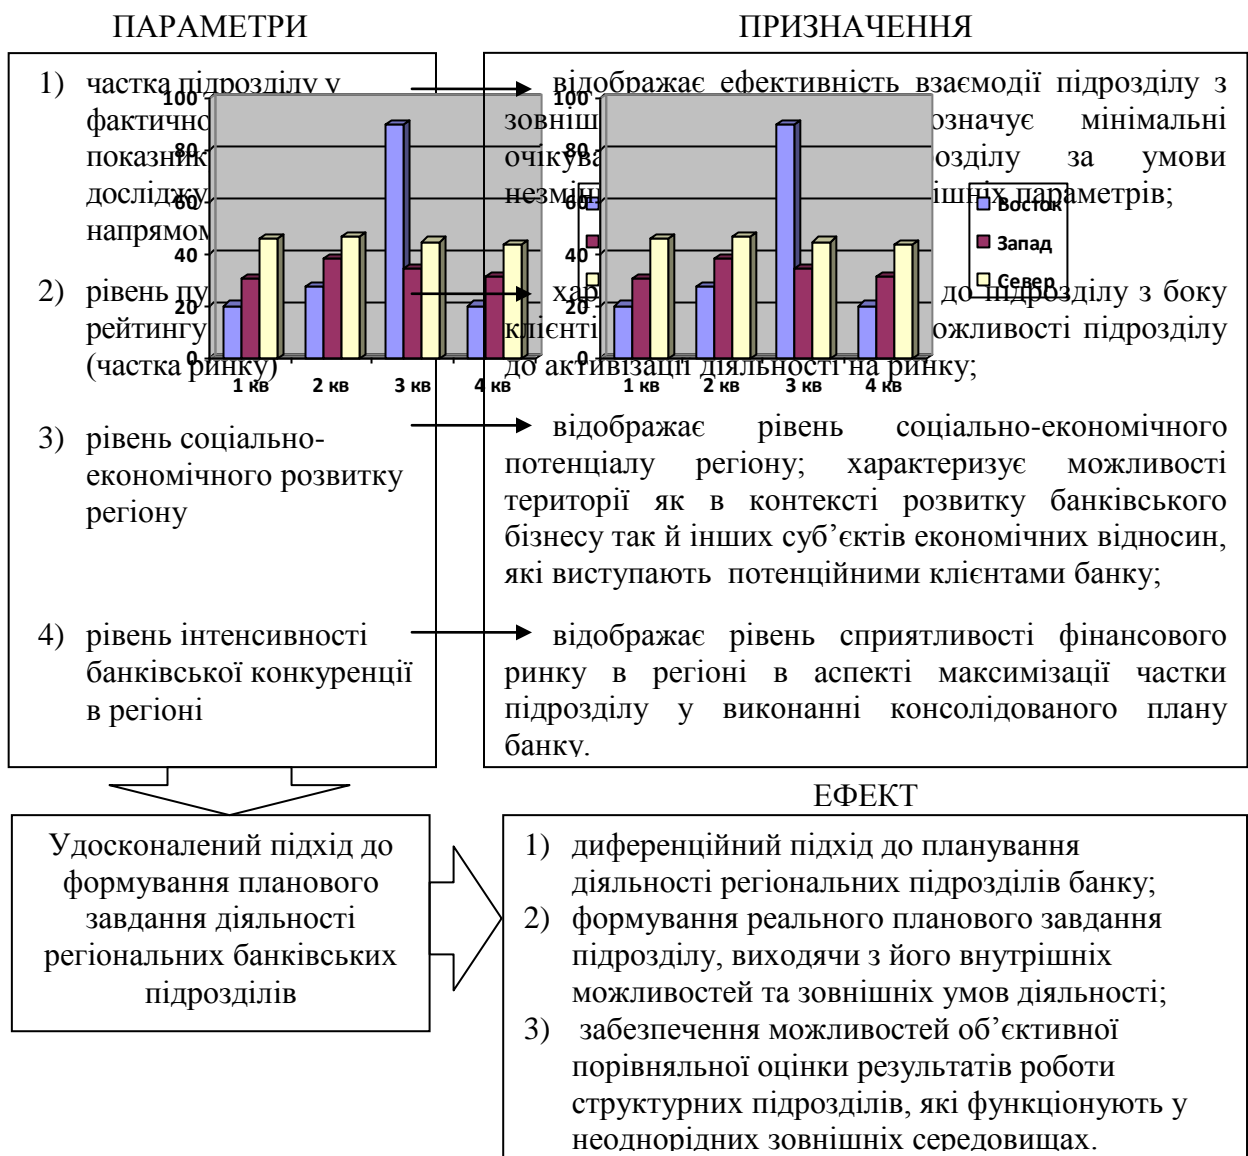 ПАРАМЕТРИ
1) частка підрозділу у
фактично
показник
досліджу
напрямом
2) рівень пу
рейтингу
(частка ринку)
3) рівень соціально-
економічного розвитку
регіону
4) рівень інтенсивності
банківської конкуренції
в регіоні
ПРИЗНАЧЕННЯ
відображає ефективність взаємодії підрозділу з
зовніш означує мінімальні
очікува озділу за умови
незмінн ішніх параметрів;
хар до підрозділу з боку
клієнті ожливості підрозділу
до активізації діяльності на ринку;
відображає рівень соціально-економічного
потенціалу регіону; характеризує можливості
території як в контексті розвитку банківського
бізнесу так й інших суб’єктів економічних відносин,
які виступають потенційними клієнтами банку;
відображає рівень сприятливості фінансового
ринку в регіоні в аспекті максимізації частки
підрозділу у виконанні консолідованого плану
банку.
100
80
60
40
20
0
1 кв 2 кв 3 кв 4 кв
100
80
60
40
20
0
1 кв 2 кв 3 кв 4 кв
Восток
Запад
Север
Удосконалений підхід до
формування планового
завдання діяльності
регіональних банківських
підрозділів
ЕФЕКТ
1) диференційний підхід до планування
діяльності регіональних підрозділів банку;
2) формування реального планового завдання
підрозділу, виходячи з його внутрішніх
можливостей та зовнішніх умов діяльності;
3) забезпечення можливостей об’єктивної
порівняльної оцінки результатів роботи
структурних підрозділів, які функціонують у
неоднорідних зовнішніх середовищах.